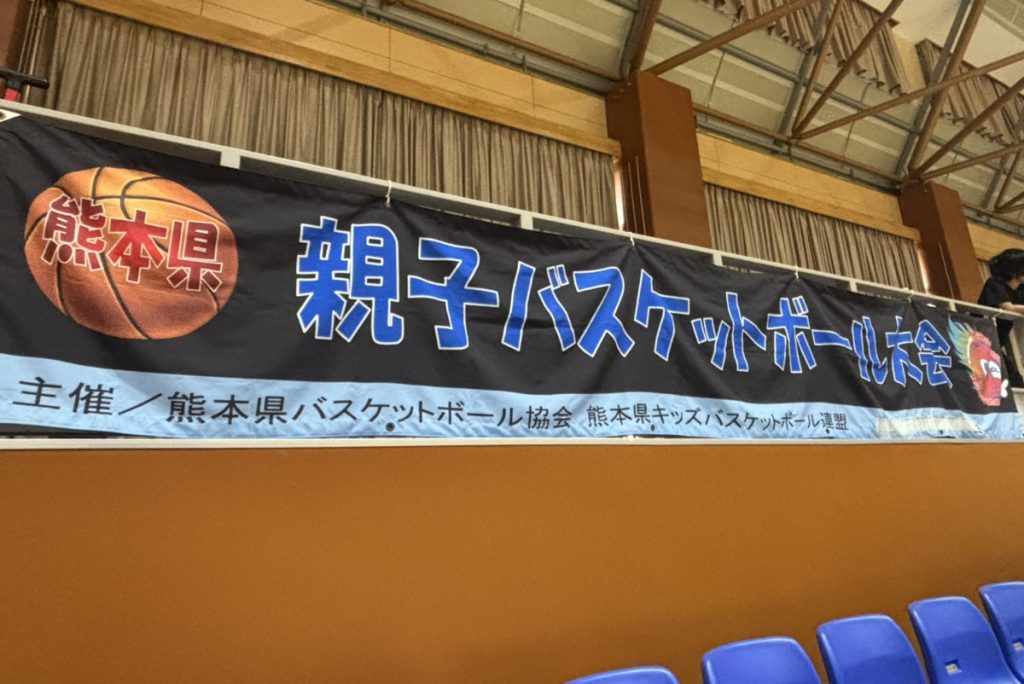 熊本県
親子バスケットボール大会
主催／熊本県バスケットボール協会 熊本県キッズバスケットボール連盟